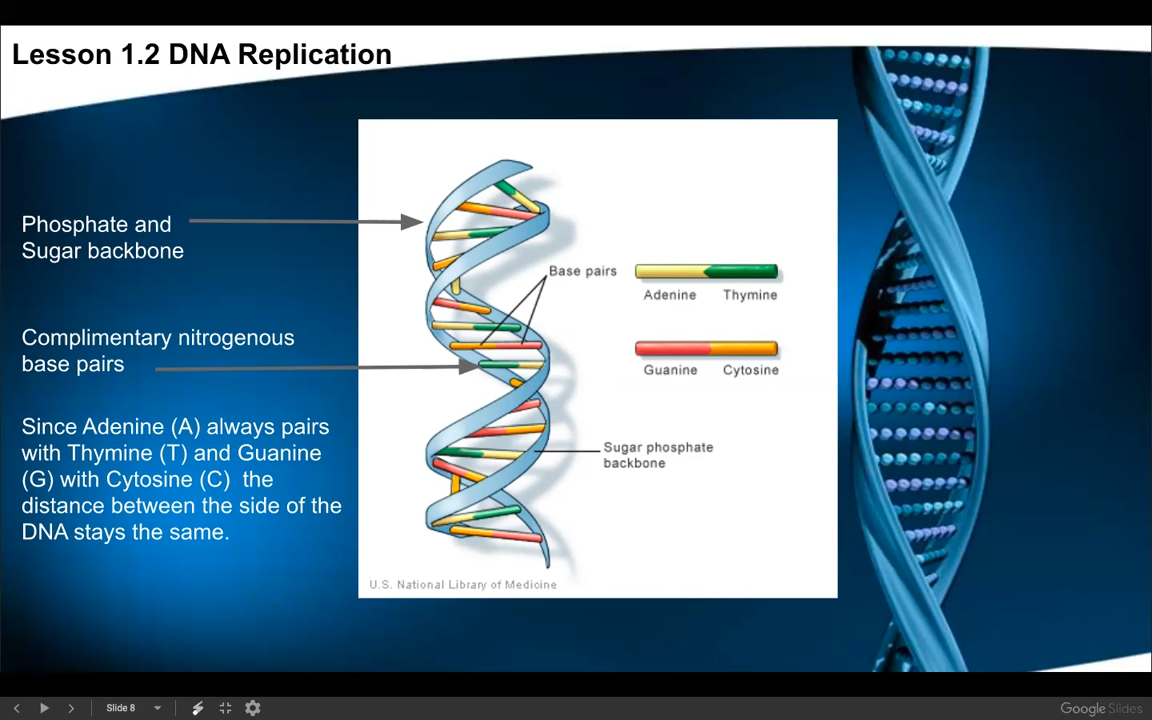 Lesson 1.2 DNA Replication
Phosphate and
Sugar backbone
Complimentary nitrogenous
base pairs
Since Adenine (A) always pairs
with Thymine (T) and Guanine
(G) with Cytosine (C) the
distance between the side of the
DNA stays the same.
Base pairs
Adenine Thymine
Guanine Cytosine
Sugar phosphate
backbone
U.S. National Library of Medicine
Slide 8
Google Slides